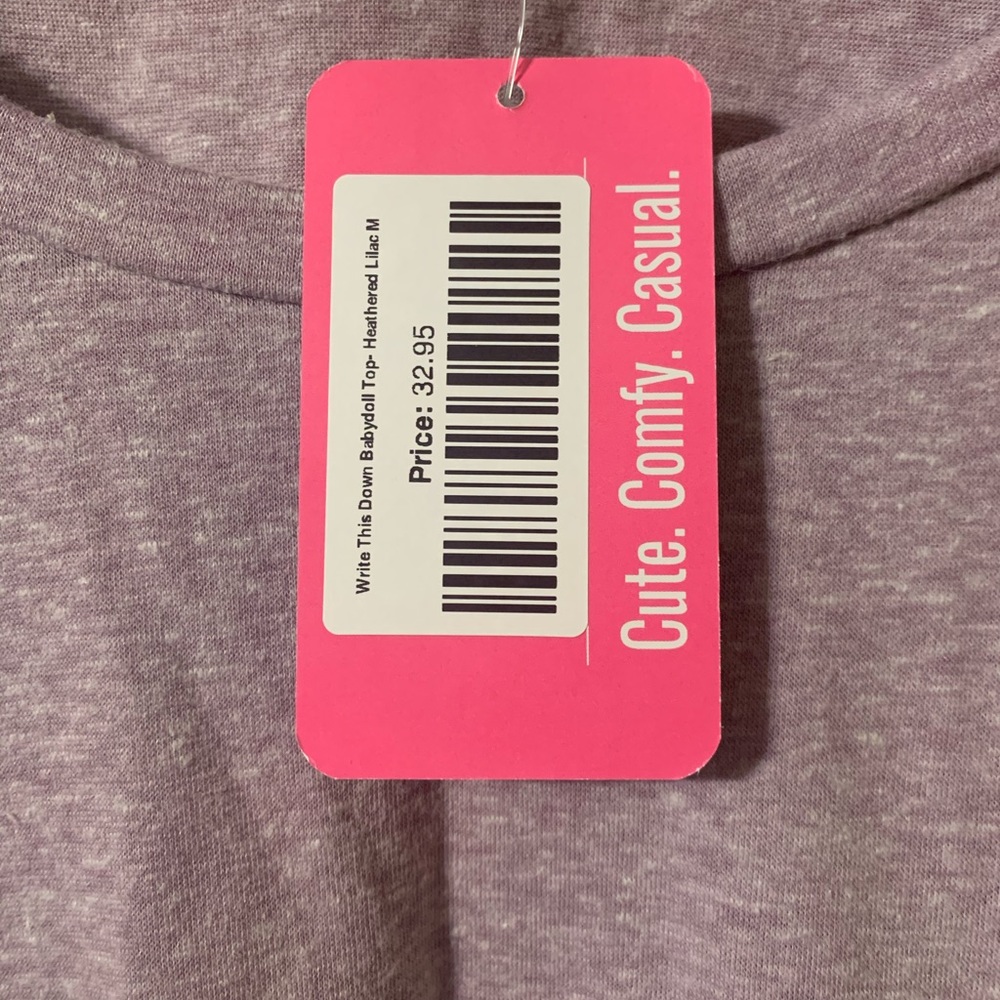 Write This Down Babydoll Top- Heathered Lilac M
Price: 32.95
Cute. Comfy. Casual.